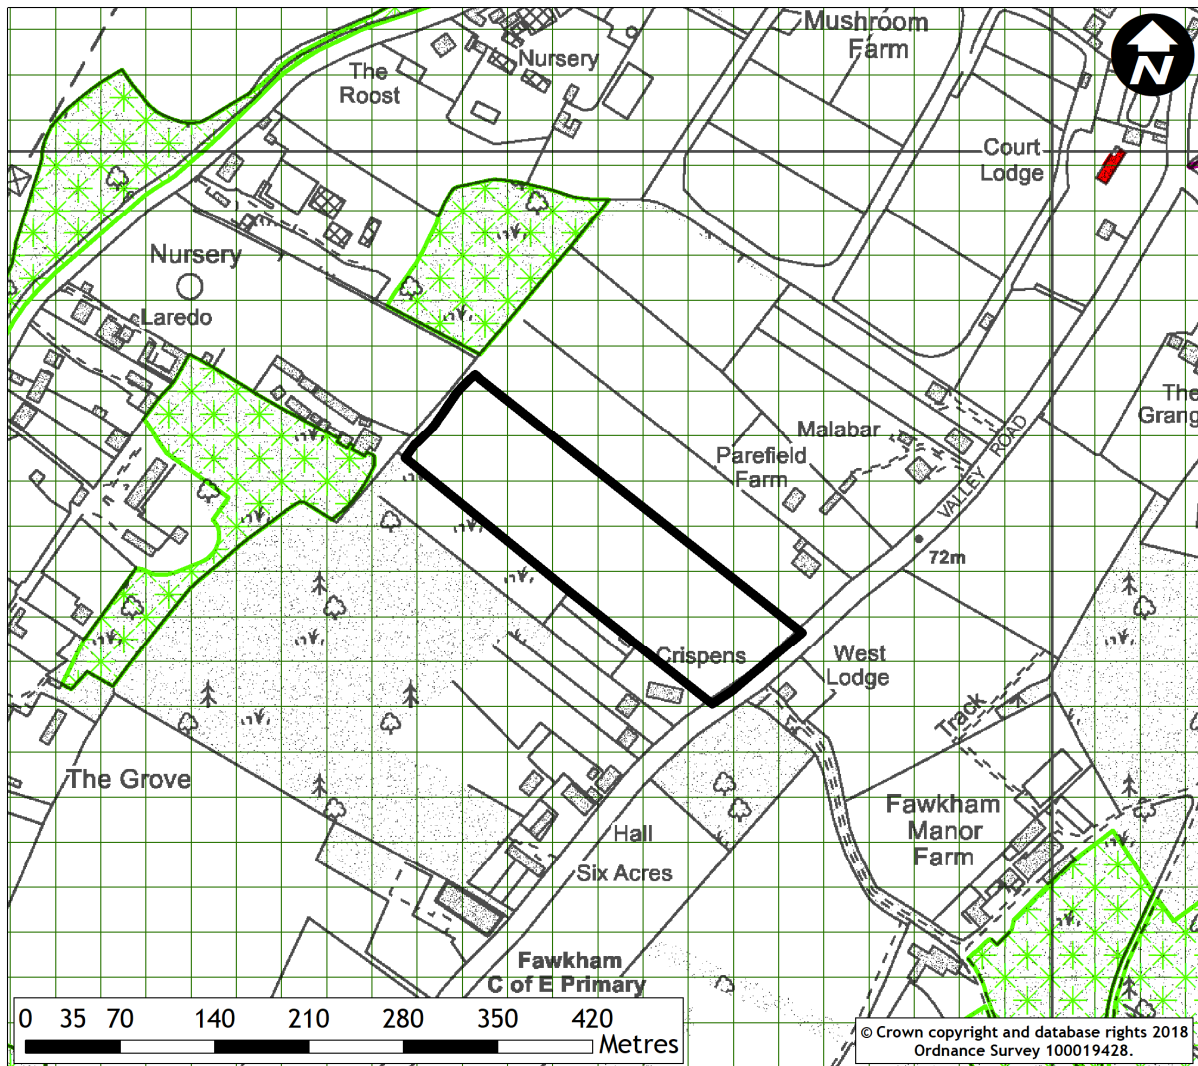 Mushroom
Farm
N
The
Roost
Nursery
Court
Lodge
Nursery
Laredo
The
Grang
Malabar
VALLEY ROAD
Parefield
Farm
72m
Crispens
West
Lodge
Track
The Grove
Fawkham
Manor
Farm
Hall
Six Acres
Fawkham
C of E Primary
0 35 70 140 210 280 350 420
Metres
© Crown copyright and database rights 2018
Ordnance Survey 100019428.